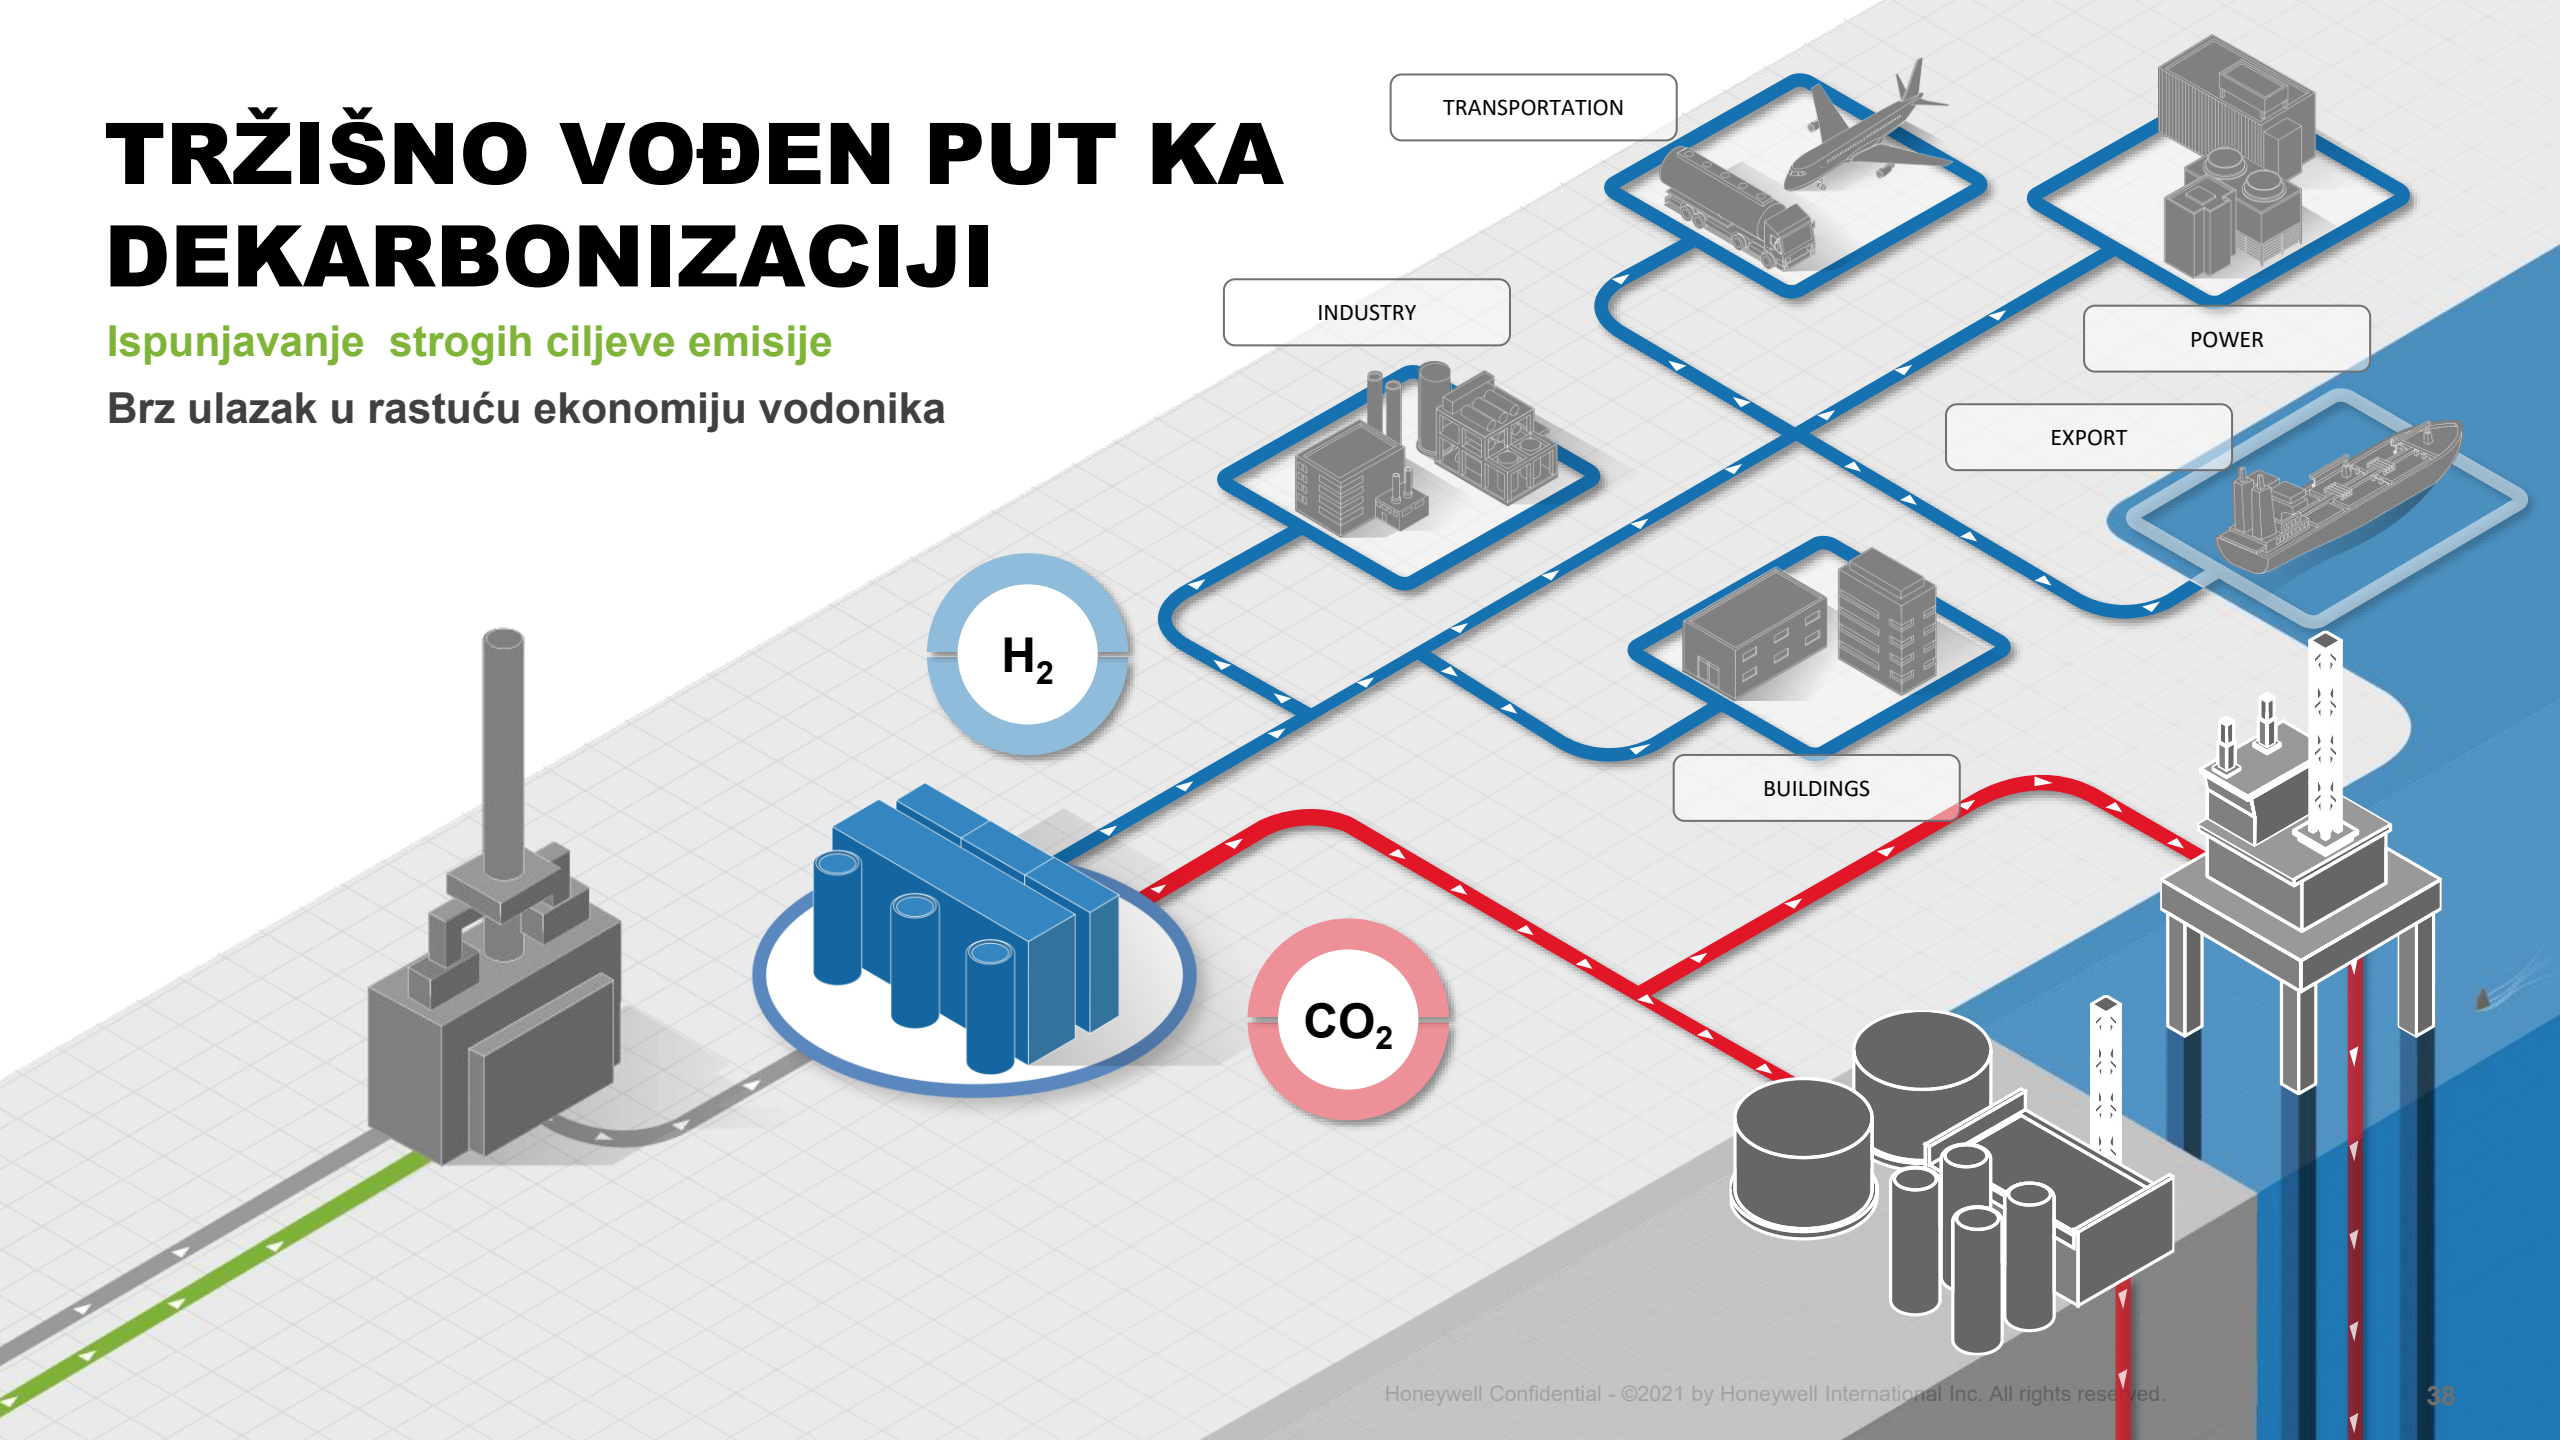 TRŽIŠNO VOĐEN PUT KA
DEKARBONIZACIJI
Ispunjavanje  strogih ciljeve emisije
Brz ulazak u rastuću ekonomiju vodonika
TRANSPORTATION
INDUSTRY
POWER
EXPORT
H₂
BUILDINGS
CO₂
Honeywell Confidential - ©2021 by Honeywell International Inc. All rights reserved.
38